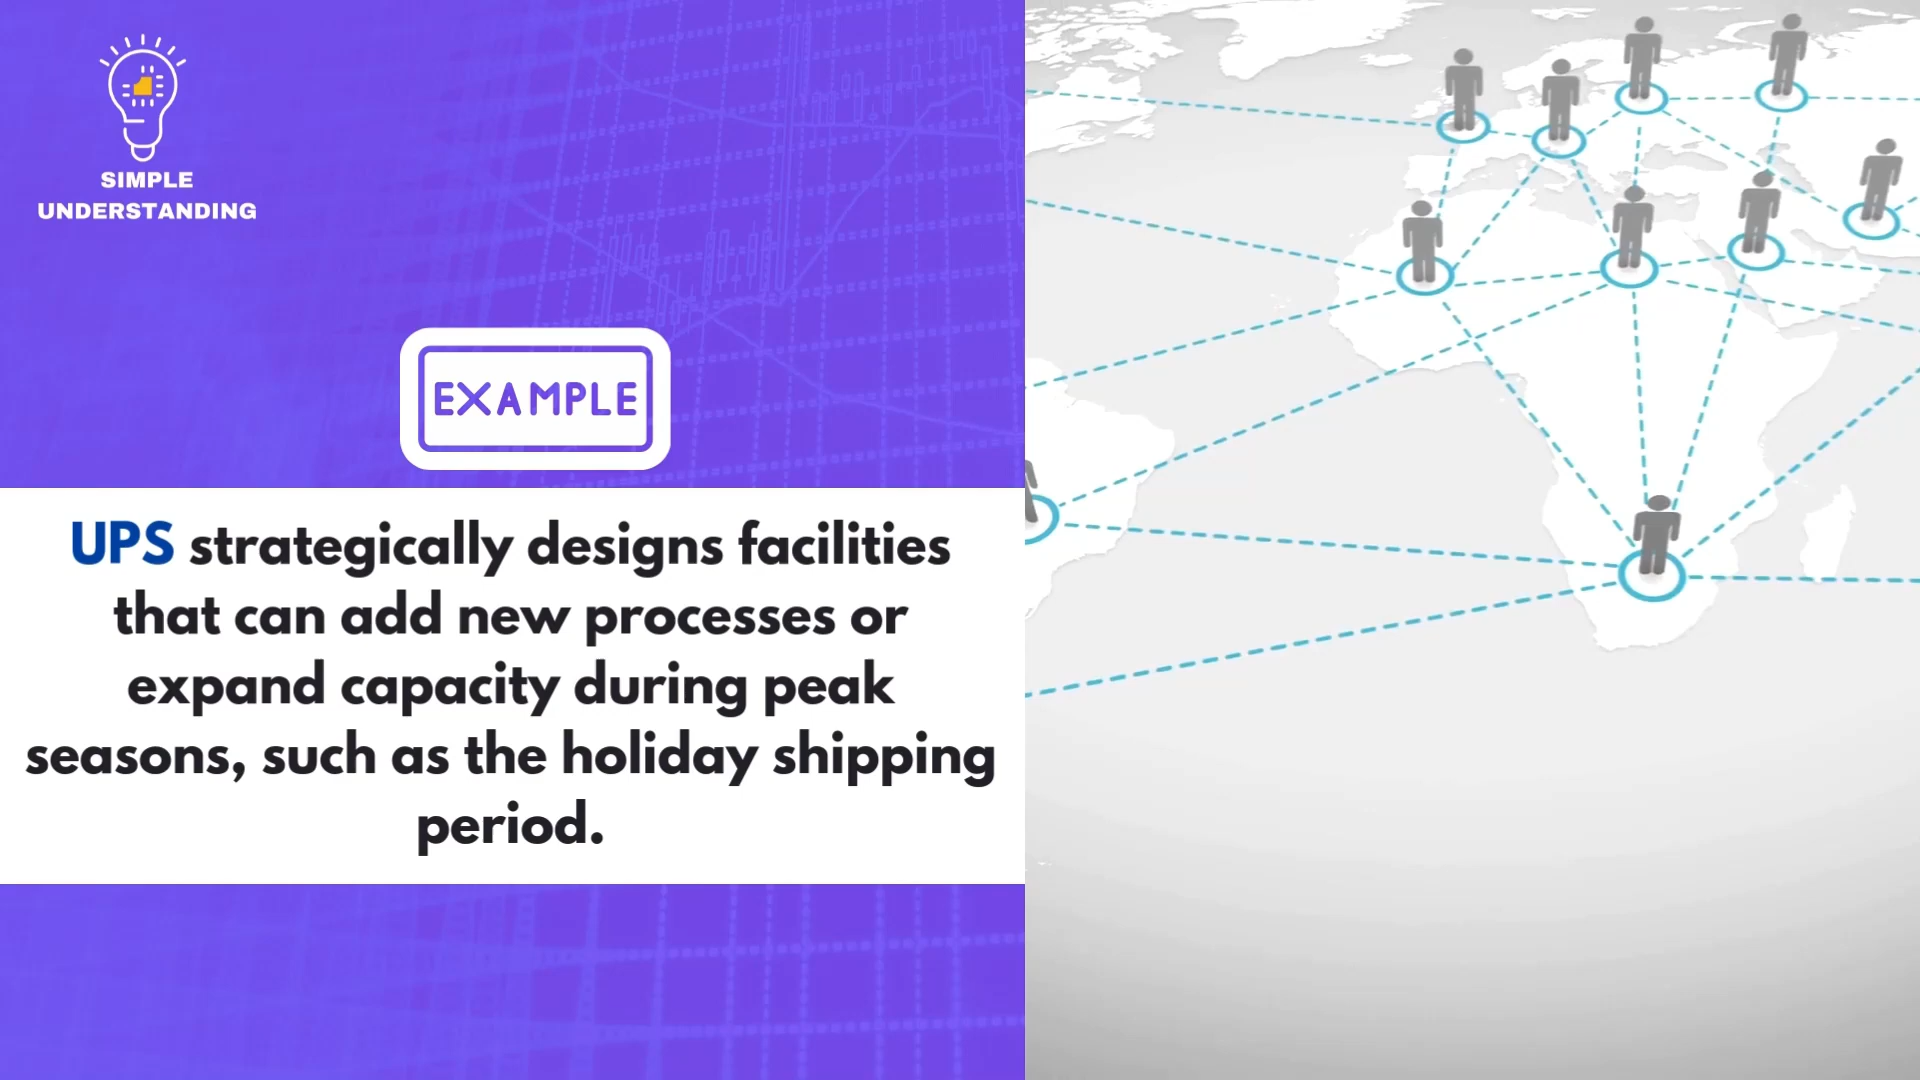 SIMPLE
UNDERSTANDING
EXAMPLE
UPS strategically designs facilities
that can add new processes or
expand capacity during peak
seasons, such as the holiday shipping
period.